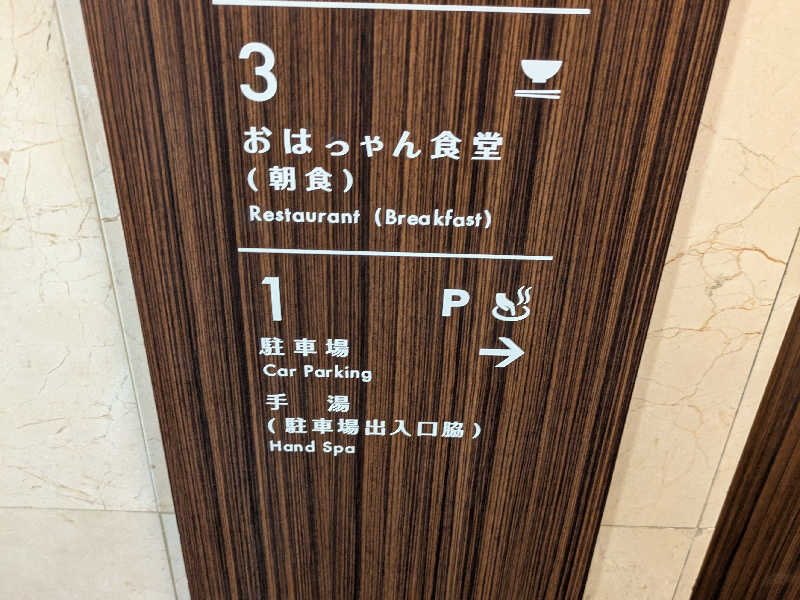 3
おはっゃん食堂
(朝食)
Restaurant (Breakfast)
1 P
駐車場 →
Car Parking
手 湯
(駐車場出入口脇)
Hand Spa